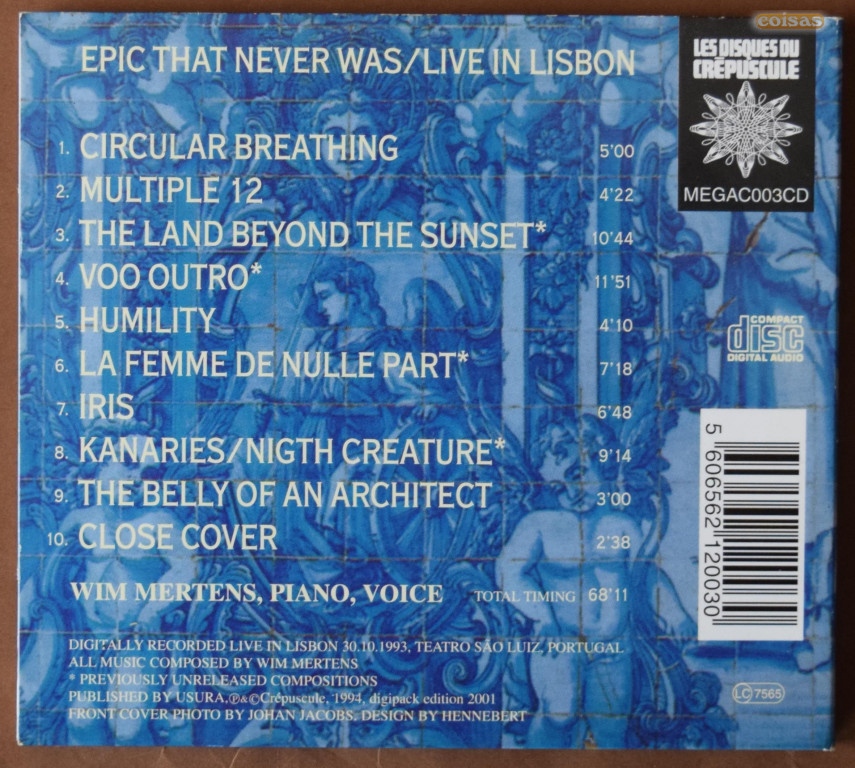 coisas
EPIC THAT NEVER WAS/LIVE IN LISBON
LES DISQUES DU
CRÉPUSCULE
MEGAC003CD
1. CIRCULAR BREATHING 5'00
2. MULTIPLE 12 4'22
3. THE LAND BEYOND THE SUNSET* 10'44
4. VOO OUTRO* 11'51
5. HUMILITY 4'10
6. LA FEMME DE NULLE PART* 7'18
7. IRIS 6'48
8. KANARIES/NIGTH CREATURE* 9'14
9. THE BELLY OF AN ARCHITECT 3'00
10. CLOSE COVER 2'38
COMPACT
disc
DIGITAL AUDIO
5 606562 120030
WIM MERTENS, PIANO, VOICE TOTAL TIMING 68'11
DIGITALLY RECORDED LIVE IN LISBON 30.10.1993, TEATRO SÃO LUIZ, PORTUGAL
ALL MUSIC COMPOSED BY WIM MERTENS
* PREVIOUSLY UNRELEASED COMPOSITIONS
PUBLISHED BY USURA,℗&©Crépuscule, 1994, digipack edition 2001
FRONT COVER PHOTO BY JOHAN JACOBS. DESIGN BY HENNEBERT
LC 7565